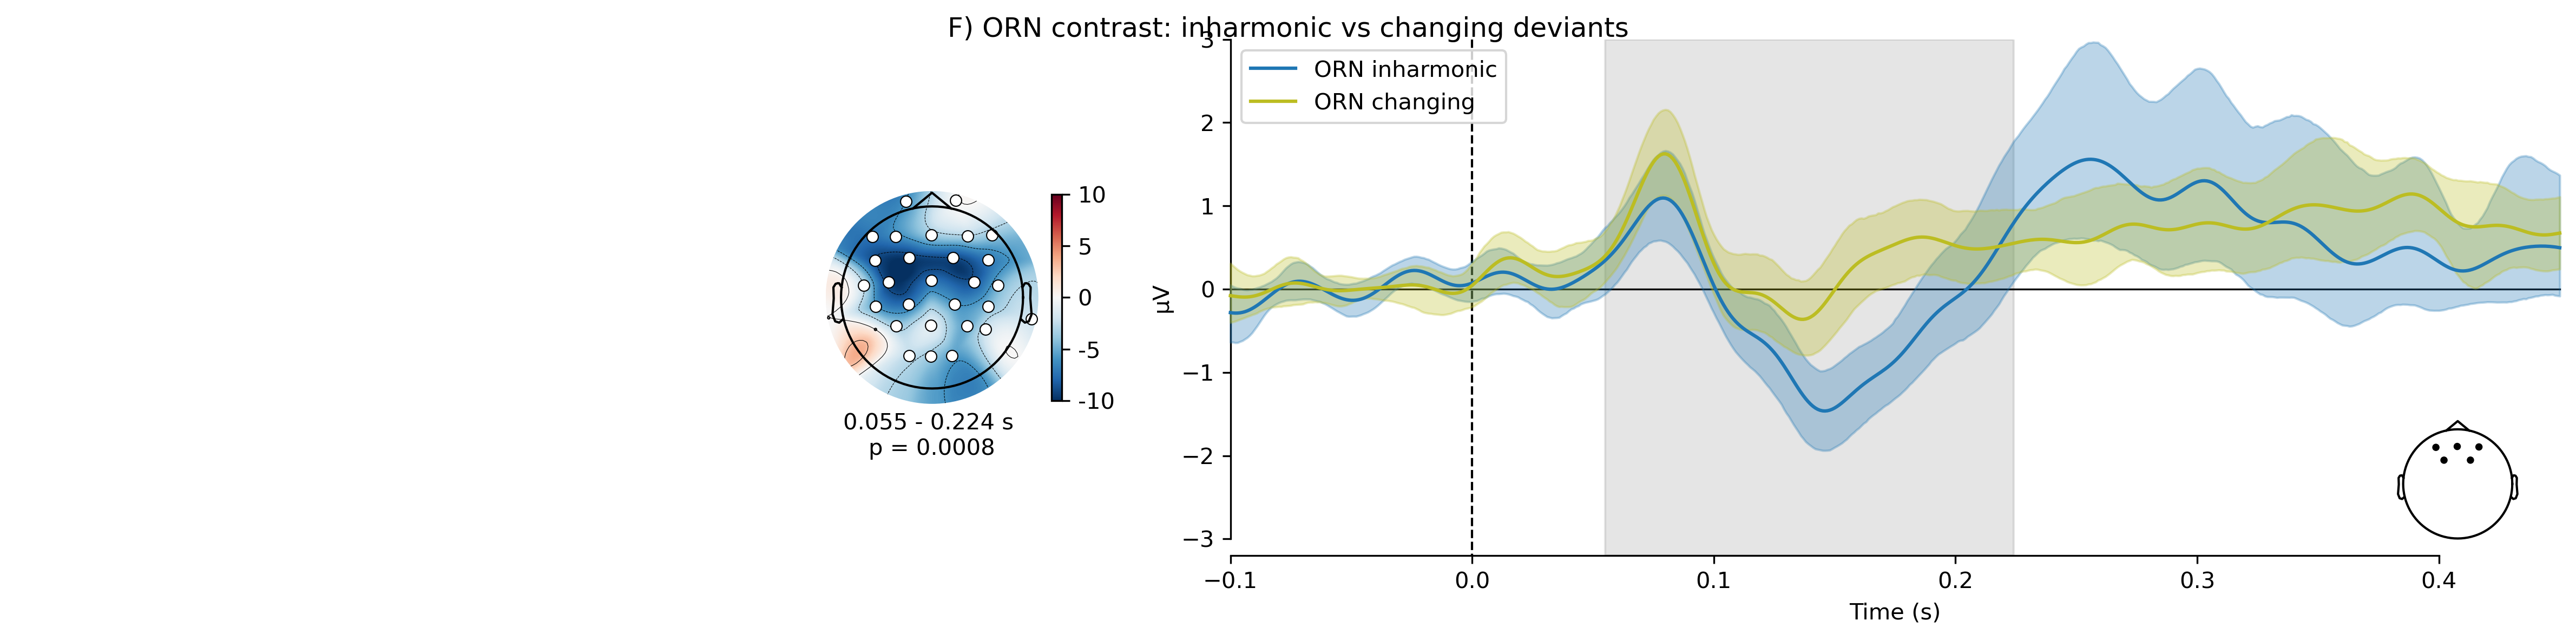 F) ORN contrast: inharmonic vs changing deviants
10
5
0
-5
-10
0.055 - 0.224 s
p = 0.0008
µV
3
2
1
0
−1
−2
−3
ORN inharmonic
ORN changing
−0.1
0.0
0.1
0.2
0.3
0.4
Time (s)